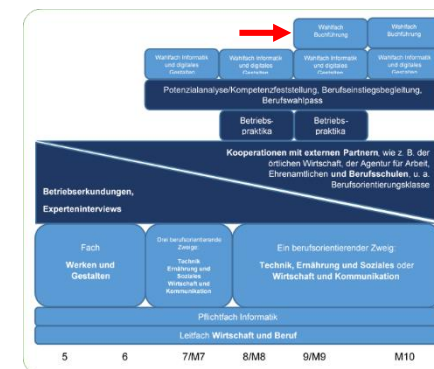 Wahlfach
Buchführung
Wahlfach
Buchführung
Wahlfach Informatik
und digitales
Gestalten
Wahlfach Informatik
und digitales
Gestalten
Wahlfach Informatik
und digitales
Gestalten
Wahlfach Informatik
und digitales
Gestalten
Potenzialanalyse/Kompetenzfeststellung, Berufseinstiegsbegleitung,
Berufswahlpass
Betriebs-
praktika
Betriebs-
praktika
Kooperationen mit externen Partnern, wie z. B. der
örtlichen Wirtschaft, der Agentur für Arbeit,
Ehrenamtlichen und Berufsschulen, u. a.
Berufsorientierungsklasse
Betriebserkundungen,
Experteninterviews
Fach
Werken und
Gestalten
Drei berufsorientierende
Zweige:
Technik
Ernährung und
Soziales
Wirtschaft und
Kommunikation
Ein berufsorientierender Zweig:
Technik, Ernährung und Soziales oder
Wirtschaft und Kommunikation
Pflichtfach Informatik
Leitfach Wirtschaft und Beruf
5 6 7/M7 8/M8 9/M9 M10